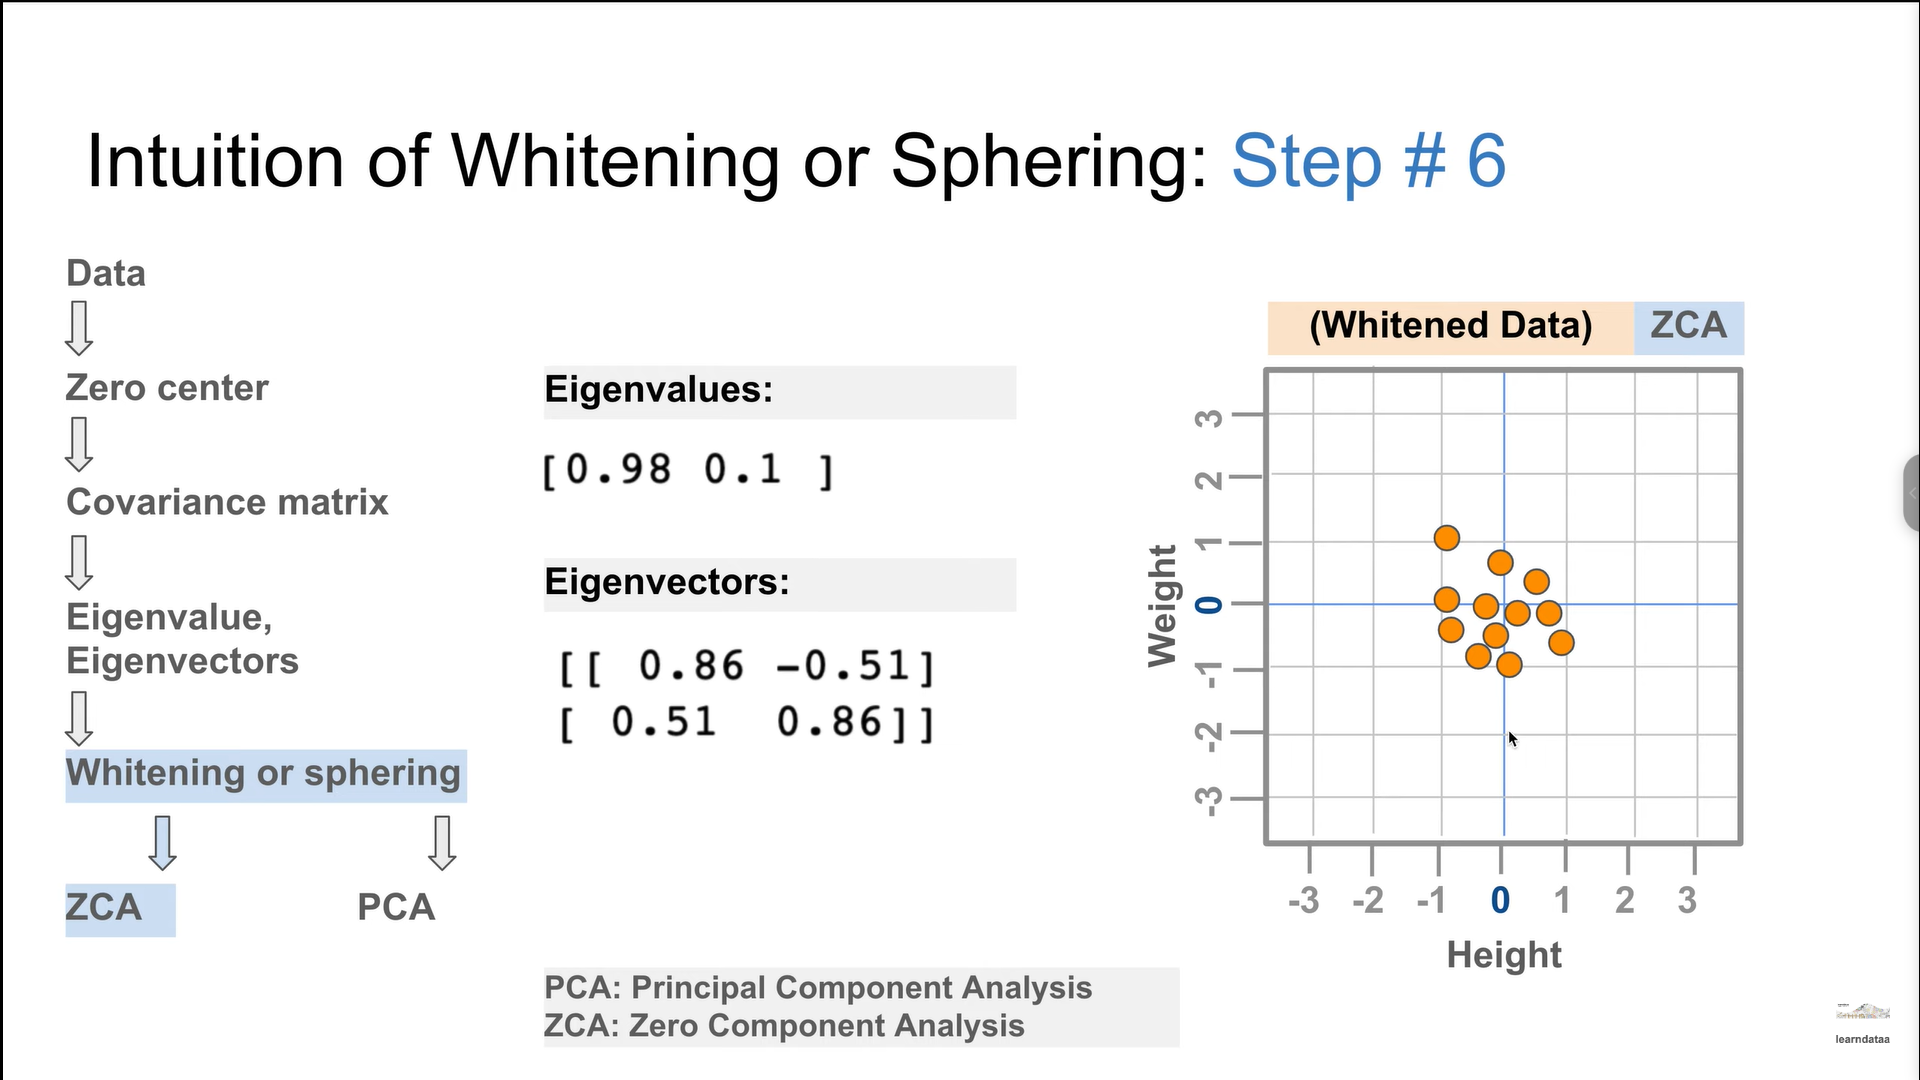 Intuition of Whitening or Sphering: Step # 6
Data
Zero center
Covariance matrix
Eigenvalue,
Eigenvectors
Whitening or sphering
ZCA
PCA
Eigenvalues:
[0.98 0.1 ]
Eigenvectors:
[[ 0.86 −0.51]
[ 0.51 0.86]]
PCA: Principal Component Analysis
ZCA: Zero Component Analysis
(Whitened Data) ZCA
Weight
3
2
1
0
-1
-2
-3
-3 -2 -1 0 1 2 3
Height
learndataa